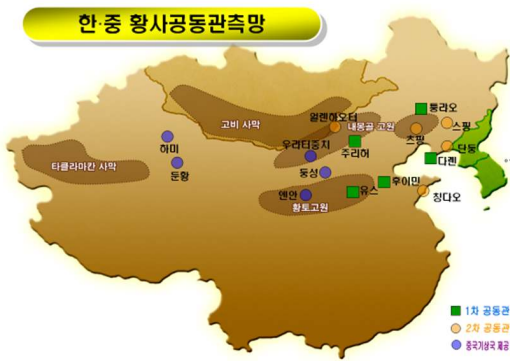 한·중 황사공동관측망
통랴오
얼렌하오터
고비 사막
내몽골 고원
츠펑
스핑
하미
우라터중치
주리허
단둥
타클라마칸 사막
둔황
동성
다롄
후이민
옌안
유스
칭다오
황토고원
1차 공동관
2차 공동관
중국기상국 제공